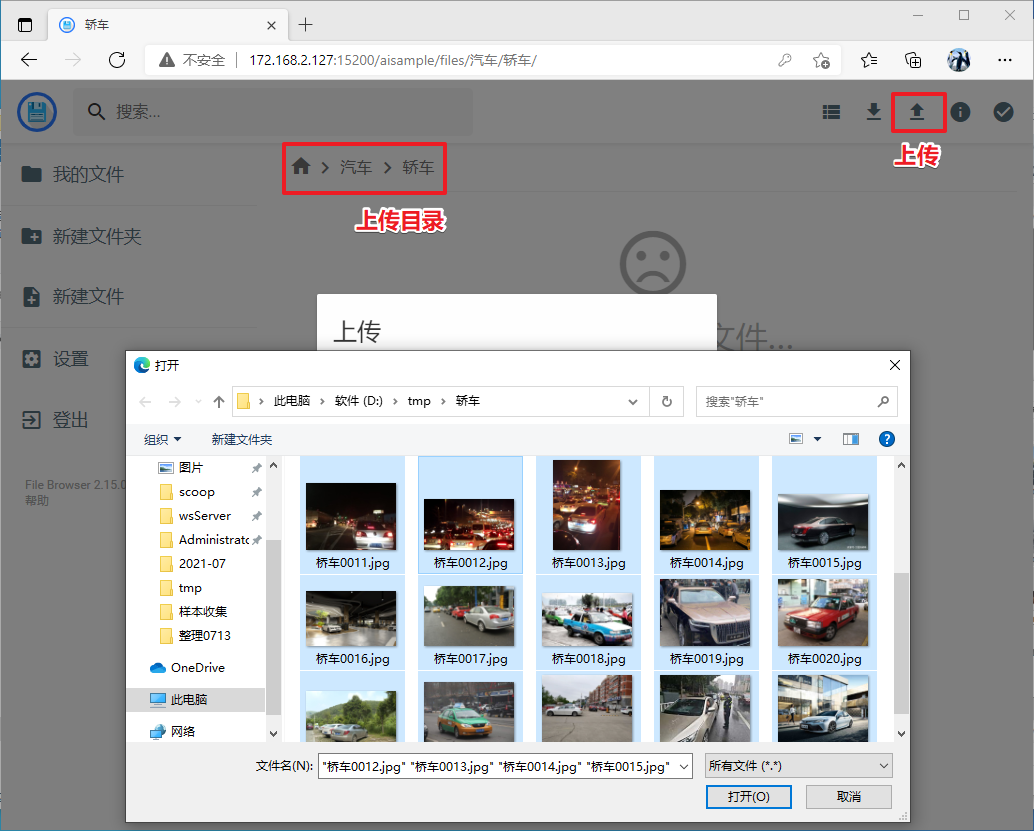 轿车
不安全
172.168.2.127:15200/aisample/files/汽车/轿车/
搜索...
上传
我的文件
汽车
轿车
上传目录
新建文件夹
新建文件
文件...
设置
登出
File Browser 2.15.0
帮助
上传
打开
此电脑
软件 (D:)
tmp
轿车
搜索"轿车"
组织
新建文件夹
图片
scoop
wsServer
Administrato
2021-07
tmp
样本收集
整理0713
OneDrive
此电脑
网络
桥车0011.jpg
桥车0012.jpg
桥车0013.jpg
桥车0014.jpg
桥车0015.jpg
桥车0016.jpg
桥车0017.jpg
桥车0018.jpg
桥车0019.jpg
桥车0020.jpg
文件名(N):
"桥车0012.jpg" "桥车0013.jpg" "桥车0014.jpg" "桥车0015.jpg"
所有文件 (*.*)
打开(O)
取消